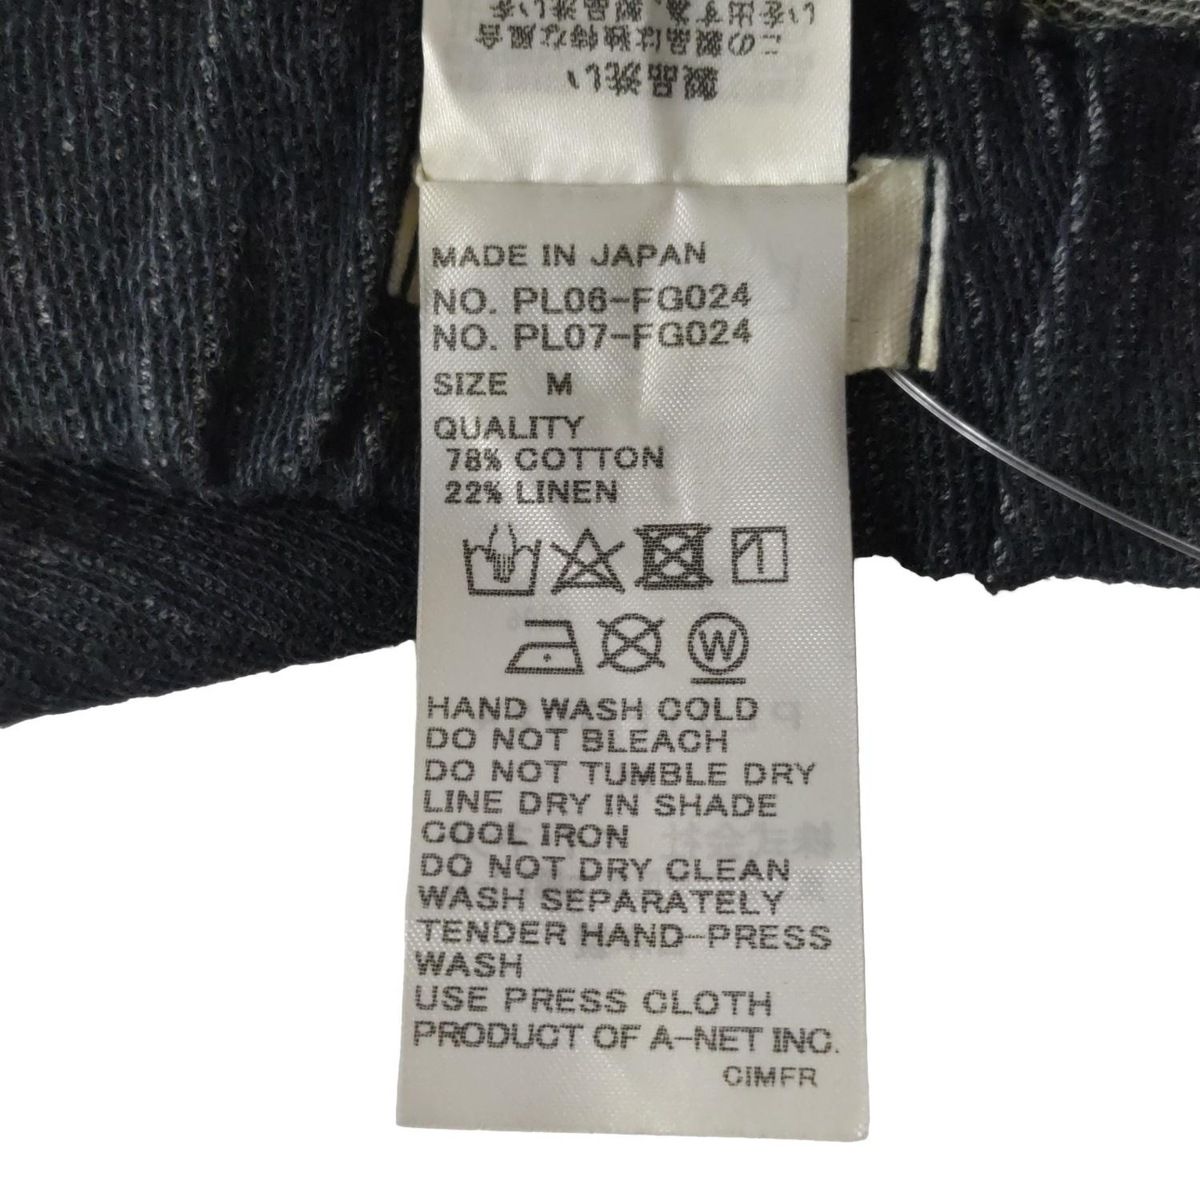 MADE IN JAPAN
NO. PL06-FG024
NO. PL07-FG024
SIZE M
QUALITY
78% COTTON
22% LINEN
W
HAND WASH COLD
DO NOT BLEACH
DO NOT TUMBLE DRY
LINE DRY IN SHADE
COOL IRON
DO NOT DRY CLEAN
WASH SEPARATELY
TENDER HAND-PRESS
WASH
USE PRESS CLOTH
PRODUCT OF A-NET INC.
CIMFR